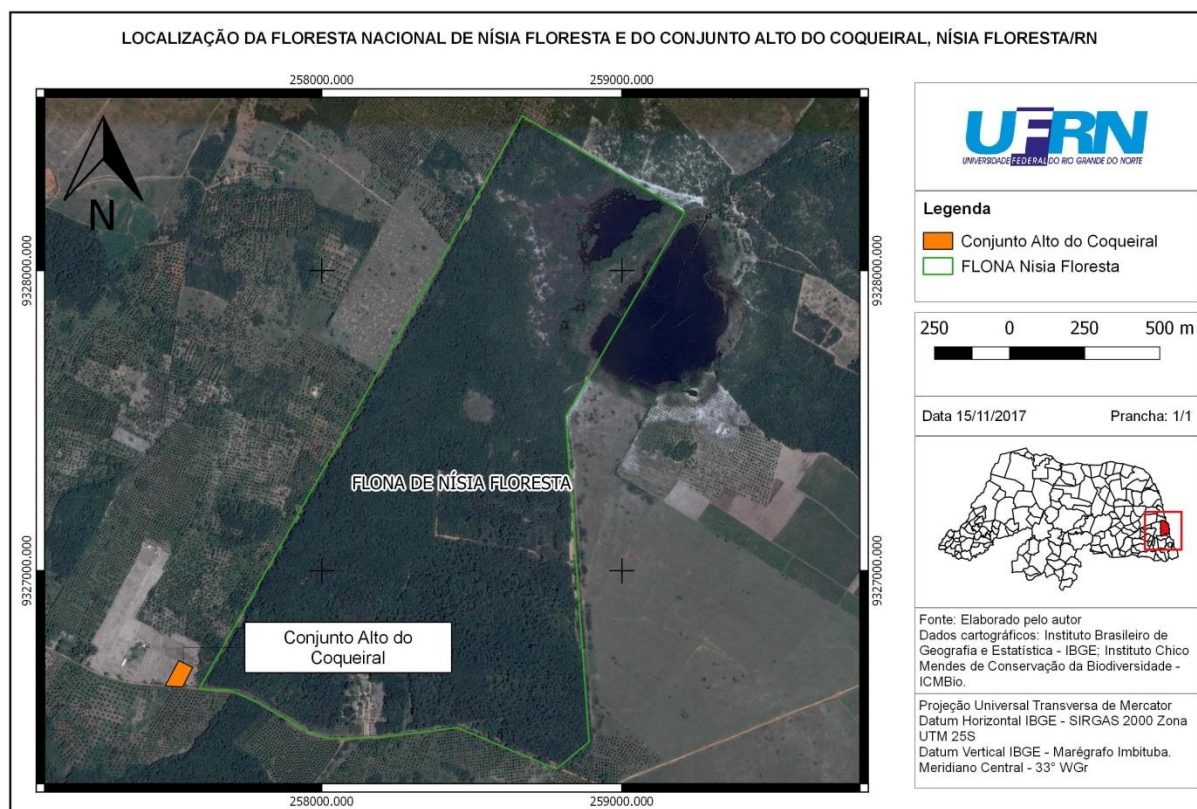 LOCALIZAÇÃO DA FLORESTA NACIONAL DE NÍSIA FLORESTA E DO CONJUNTO ALTO DO COQUEIRAL, NÍSIA FLORESTA/RN
258000.000
259000.000
9328000.000
9328000.000
9327000.000
9327000.000
258000.000
259000.000
N
FLONA DE NÍSIA FLORESTA
Conjunto Alto do
Coqueiral
UFRN
UNIVERSIDADE FEDERAL DO RIO GRANDE DO NORTE
Legenda
Conjunto Alto do Coqueiral
FLONA Nisia Floresta
250 0 250 500 m
Data 15/11/2017 Prancha: 1/1
Fonte: Elaborado pelo autor
Dados cartográficos: Instituto Brasileiro de
Geografia e Estatística - IBGE; Instituto Chico
Mendes de Conservação da Biodiversidade -
ICMBio.
Projeção Universal Transversa de Mercator
Datum Horizontal IBGE - SIRGAS 2000 Zona
UTM 25S
Datum Vertical IBGE - Marégrafo Imbituba.
Meridiano Central - 33° WGr